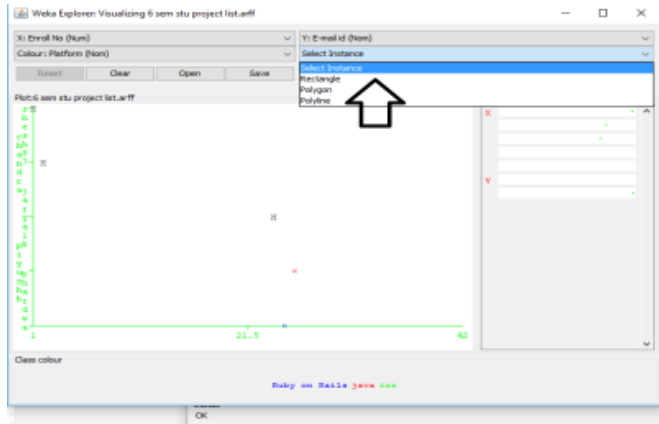 Weka Explorer: Visualizing 6 sem stu project list.arff
X: Enroll No (Num)
Y: E-mail id (Nom)
Colour: Platform (Nom)
Select Instance
Reset Clear Open Save
Select Instance
Rectangle
Polygon
Polyline
Plot:6 sem stu project list.arff
X
Y
1 21.5 42
Class colour
Ruby on Rails java ios
OK